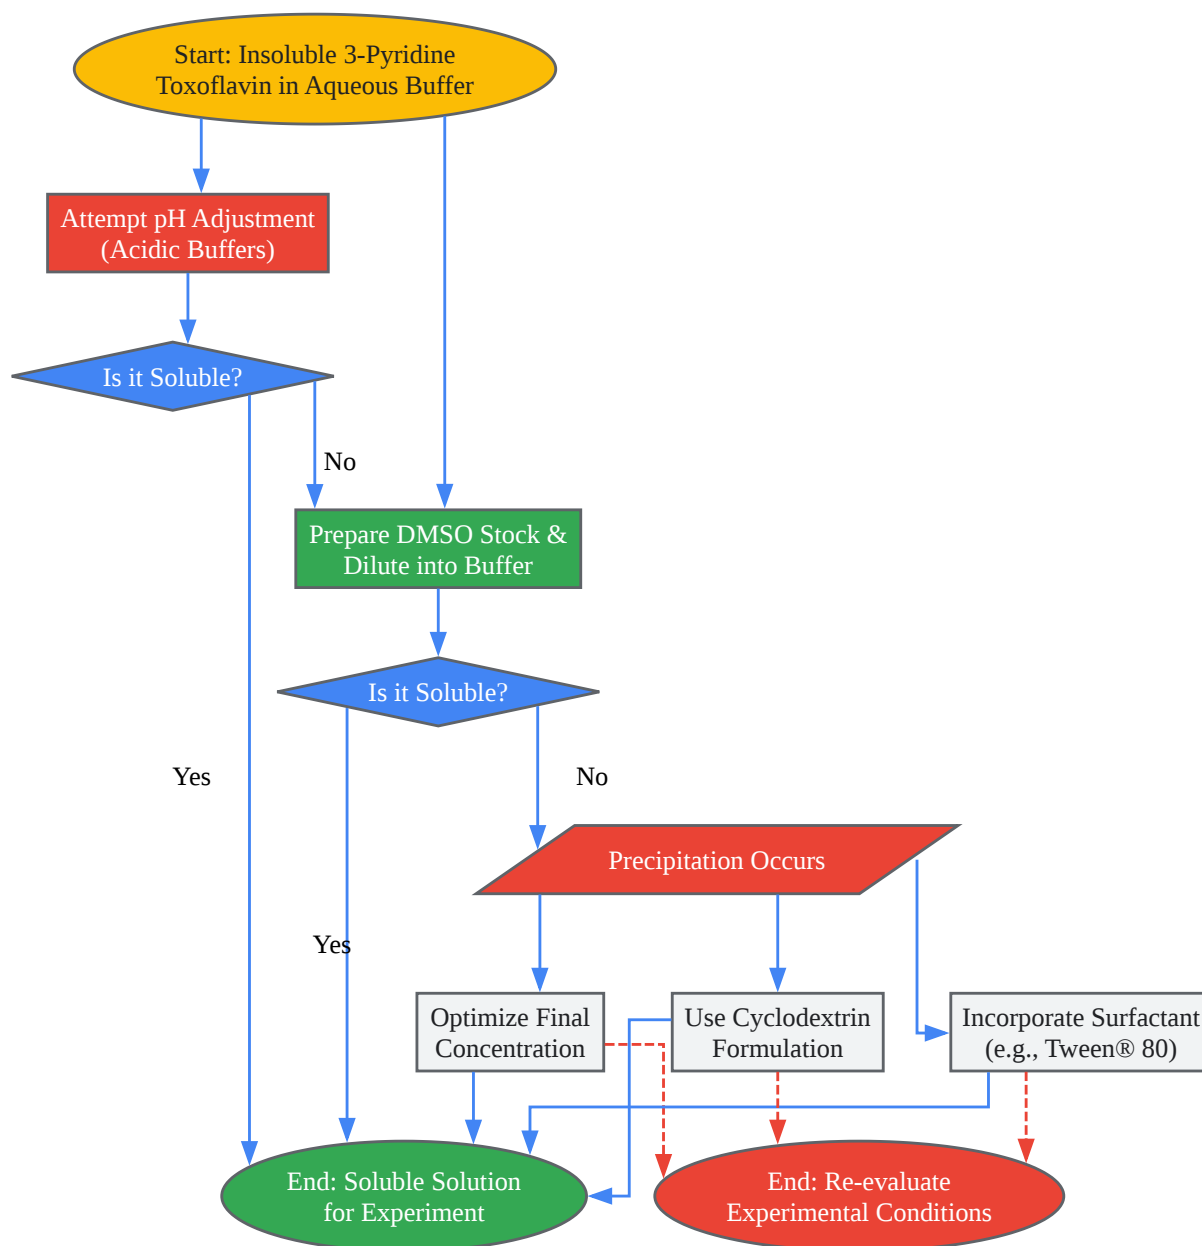 Start: Insoluble 3-Pyridine
Toxoflavin in Aqueous Buffer
Attempt pH Adjustment
(Acidic Buffers)
Is it Soluble?
No
Prepare DMSO Stock &
Dilute into Buffer
Is it Soluble?
Yes
No
Precipitation Occurs
Yes
Optimize Final
Concentration
Use Cyclodextrin
Formulation
Incorporate Surfactant
(e.g., Tween® 80)
End: Soluble Solution
for Experiment
End: Re-evaluate
Experimental Conditions